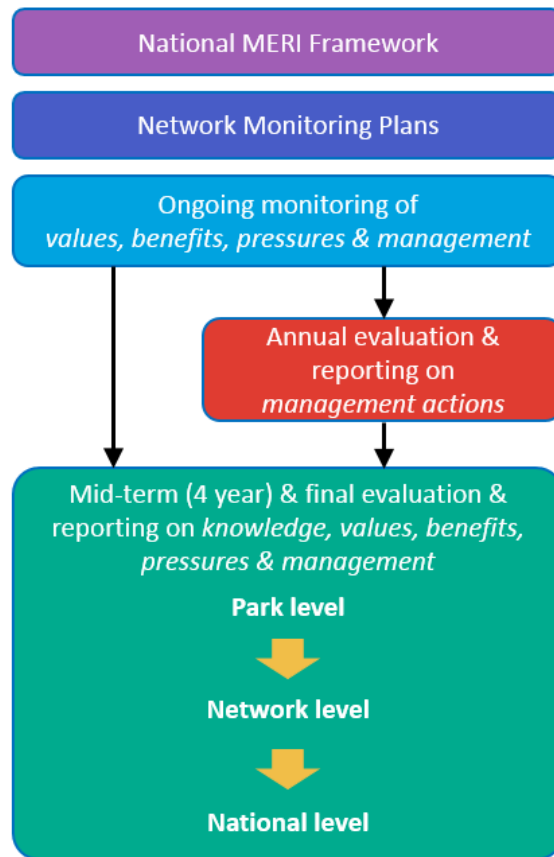 National MERI Framework
Network Monitoring Plans
Ongoing monitoring of
values, benefits, pressures & management
Annual evaluation &
reporting on
management actions
Mid-term (4 year) & final evaluation &
reporting on knowledge, values, benefits,
pressures & management
Park level
Network level
National level